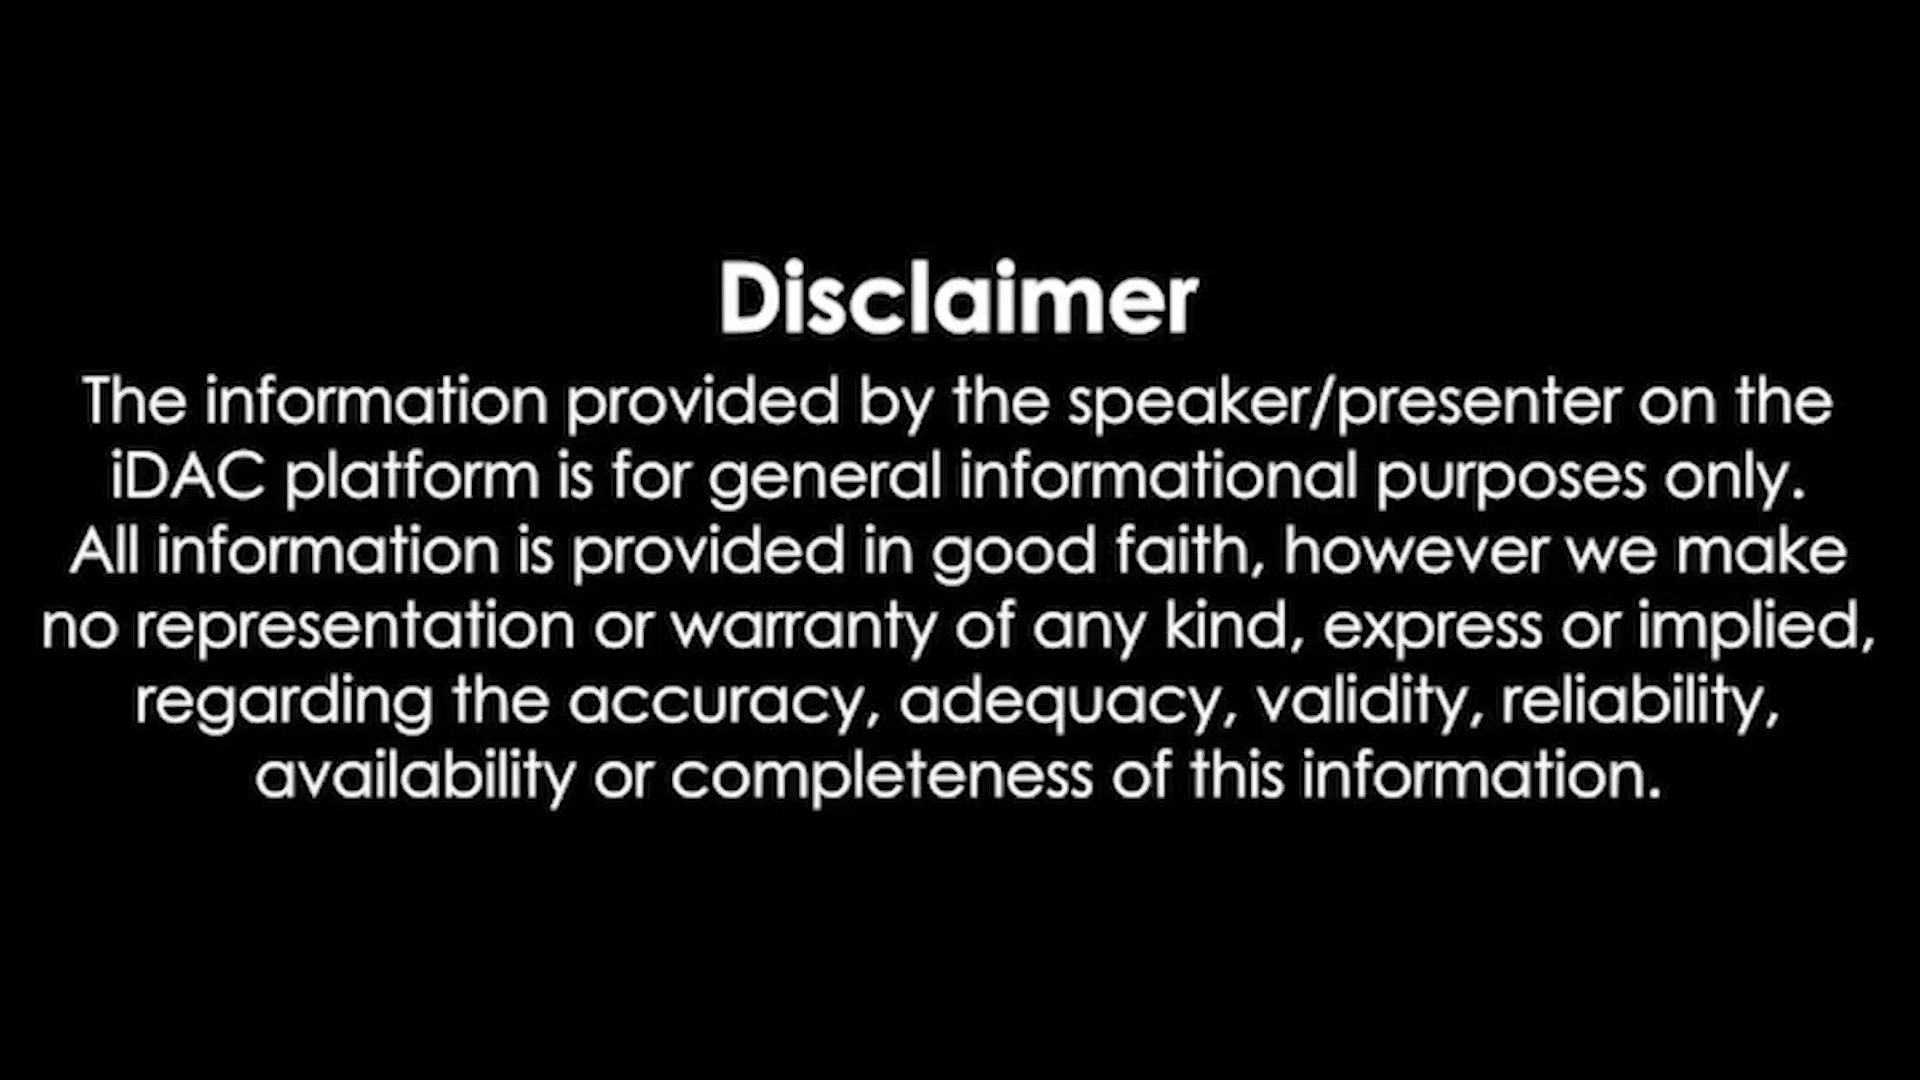 Disclaimer
The information provided by the speaker/presenter on the
iDAC platform is for general informational purposes only.
All information is provided in good faith, however we make
no representation or warranty of any kind, express or implied,
regarding the accuracy, adequacy, validity, reliability,
availability or completeness of this information.